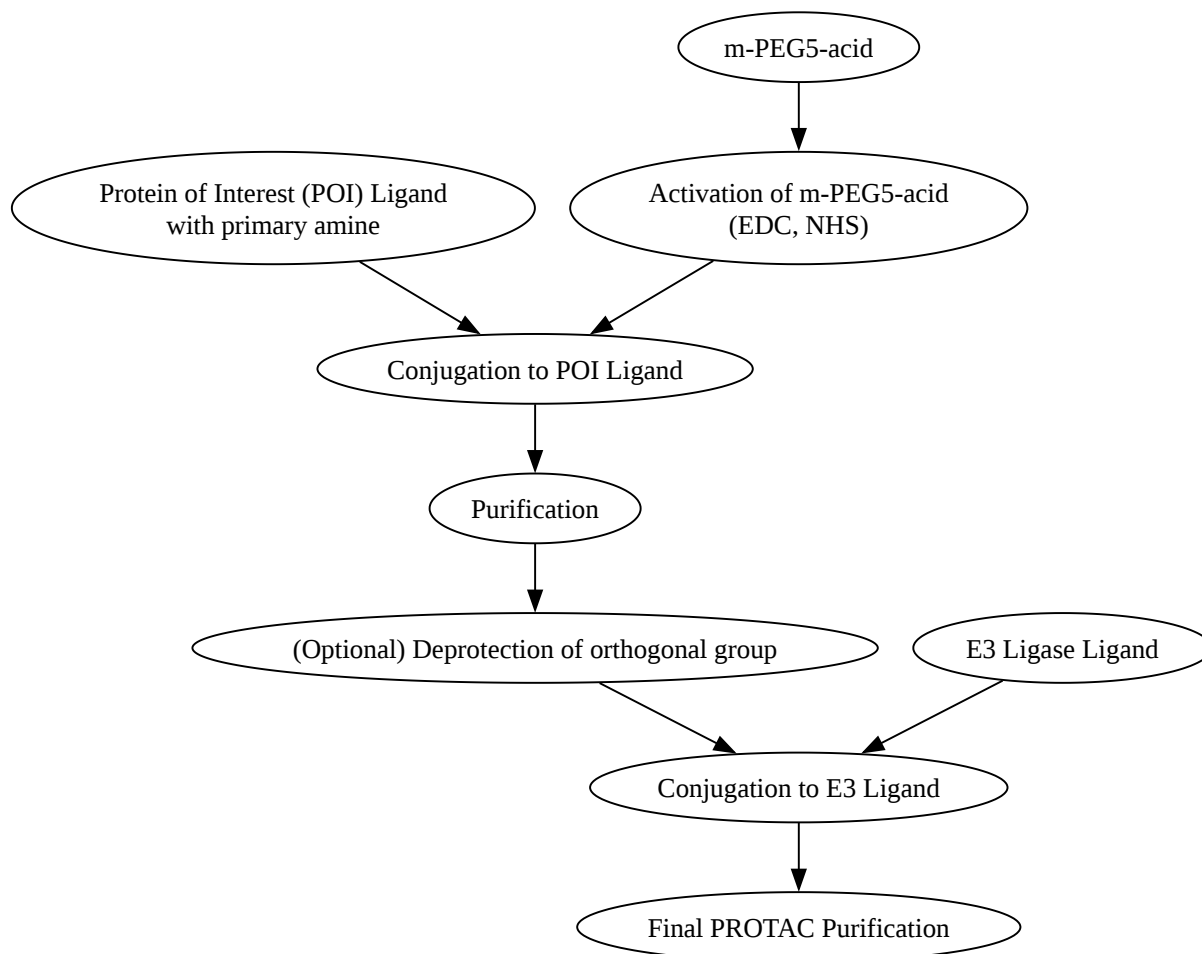 m-PEG5-acid
Protein of Interest (POI) Ligand
with primary amine
Activation of m-PEG5-acid
(EDC, NHS)
Conjugation to POI Ligand
Purification
(Optional) Deprotection of orthogonal group
E3 Ligase Ligand
Conjugation to E3 Ligand
Final PROTAC Purification